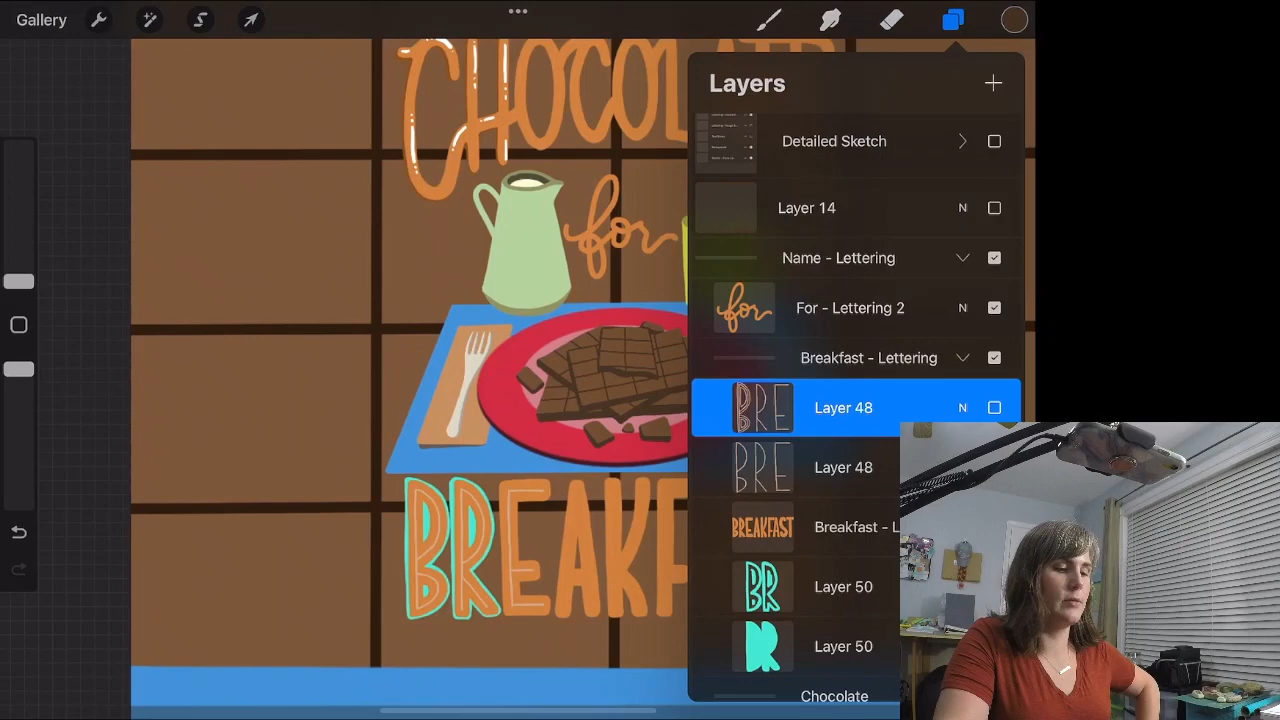 Gallery
CHOCOLATE
for
BREAKF
Layers
Detailed Sketch
Layer 14 N
Name - Lettering
for For - Lettering 2 N
Breakfast - Lettering
BRE Layer 48 N
BRE Layer 48
BREAKFAST Breakfast - L
BR Layer 50
Layer 50
Chocolate